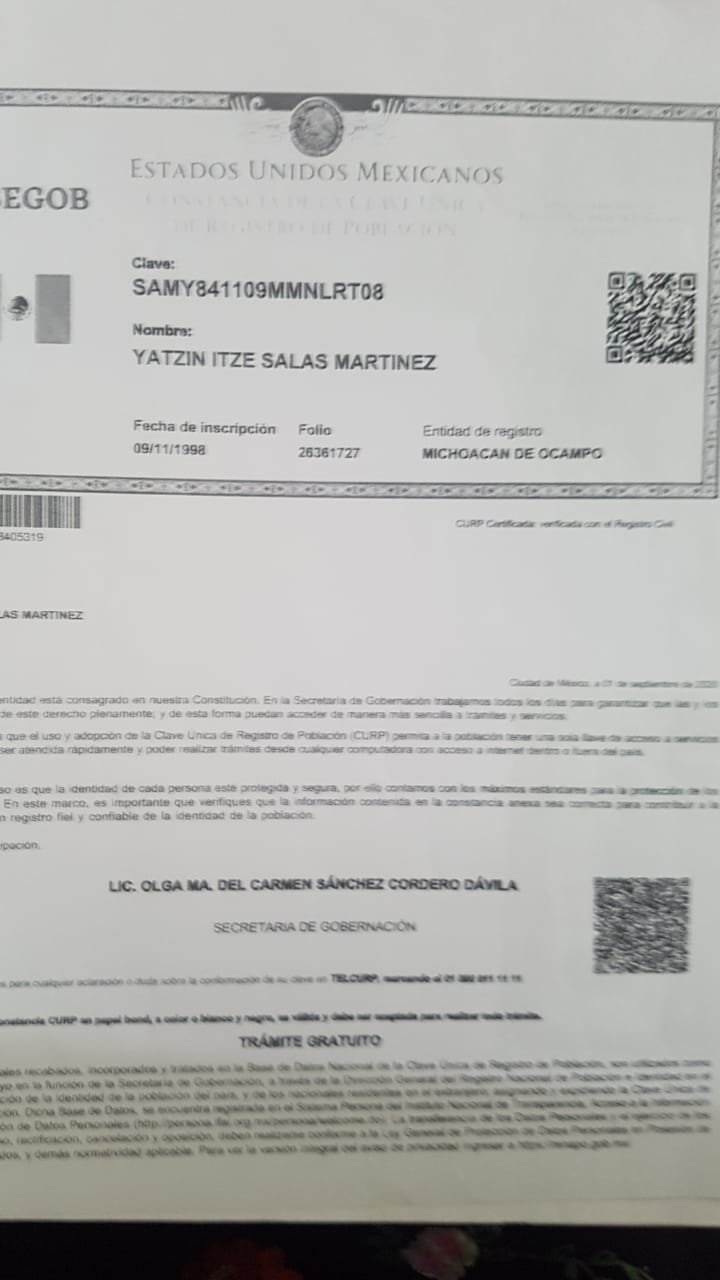 EGOB
ESTADOS UNIDOS MEXICANOS
CONSTANCIA DE LA CLAVE ÚNICA
DE REGISTRO DE POBLACIÓN
Clave:
SAMY841109MMNLRT08
Nombre:
YATZIN ITZE SALAS MARTINEZ
Fecha de inscripción Folio Entidad de registro
09/11/1998 26361727 MICHOACAN DE OCAMPO
8405319
CURP Certificada: verificada con el Registro Civil
LAS MARTINEZ
Ciudad de México, a 01 de septiembre de 2020
entidad está consagrado en nuestra Constitución. En la Secretaría de Gobernación trabajamos todos los días para garantizar que las y los
de este derecho plenamente; y de esta forma puedan acceder de manera más sencilla a trámites y servicios.
que el uso y adopción de la Clave Única de Registro de Población (CURP) permita a la población tener una sola llave de acceso a servicios
ser atendida rápidamente y poder realizar trámites desde cualquier computadora con acceso a internet dentro o fuera del país.
so es que la identidad de cada persona esté protegida y segura, por ello contamos con los máximos estándares para la protección de los
En este marco, es importante que verifiques que la información contenida en la constancia anexa sea correcta para contribuir a la
n registro fiel y confiable de la identidad de la población.
ipación.
LIC. OLGA MA. DEL CARMEN SÁNCHEZ CORDERO DÁVILA
SECRETARIA DE GOBERNACIÓN
para cualquier aclaración o duda sobre la conformación de su clave en TELCURP, marcando al 01 800 911 11 11
onstancia CURP en papel bond, a color o blanco y negro, es válida y debe ser aceptada para realizar todo trámite.
TRÁMITE GRATUITO
ales recabados, incorporados y tratados en la Base de Datos Nacional de la Clave Única de Registro de Población, son utilizados como
yo en la función de la Secretaría de Gobernación, a través de la Dirección General del Registro Nacional de Población e Identidad en el
ción de la identidad de la población del país, y de los nacionales residentes en el extranjero, asignando y expidiendo la Clave Única de
ción. Dicha Base de Datos, se encuentra registrada en el Sistema Persona del Instituto Nacional de Transparencia, Acceso a la Información
ón de Datos Personales (http://persona.ifai.org.mx/persona/welcome.do). La transferencia de los Datos Personales y el ejercicio de los
o, rectificación, cancelación y oposición, deben realizarse conforme a la Ley General de Protección de Datos Personales en Posesión de
dos, y demás normatividad aplicable. Para ver la versión integral del aviso de privacidad ingresar a https://renapo.gob.mx/